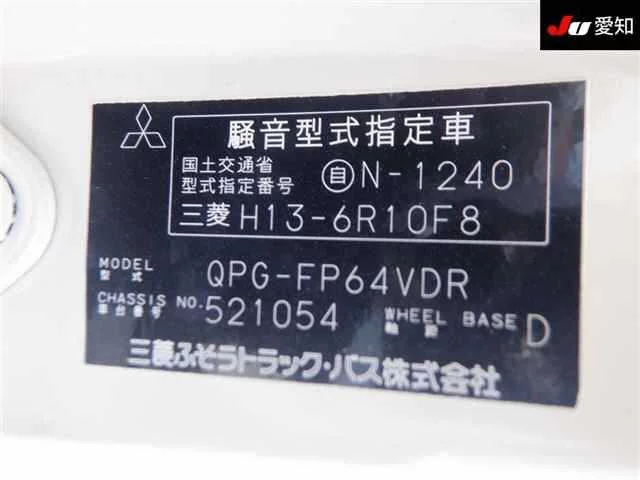 JU愛知
騒音型式指定車
国土交通省
型式指定番号 自N-1240
三菱 H13-6R10F8
MODEL
型式 QPG-FP64VDR
CHASSIS NO.
車台番号 521054 WHEEL BASE
軸距 D
三菱ふそうトラック・バス株式会社